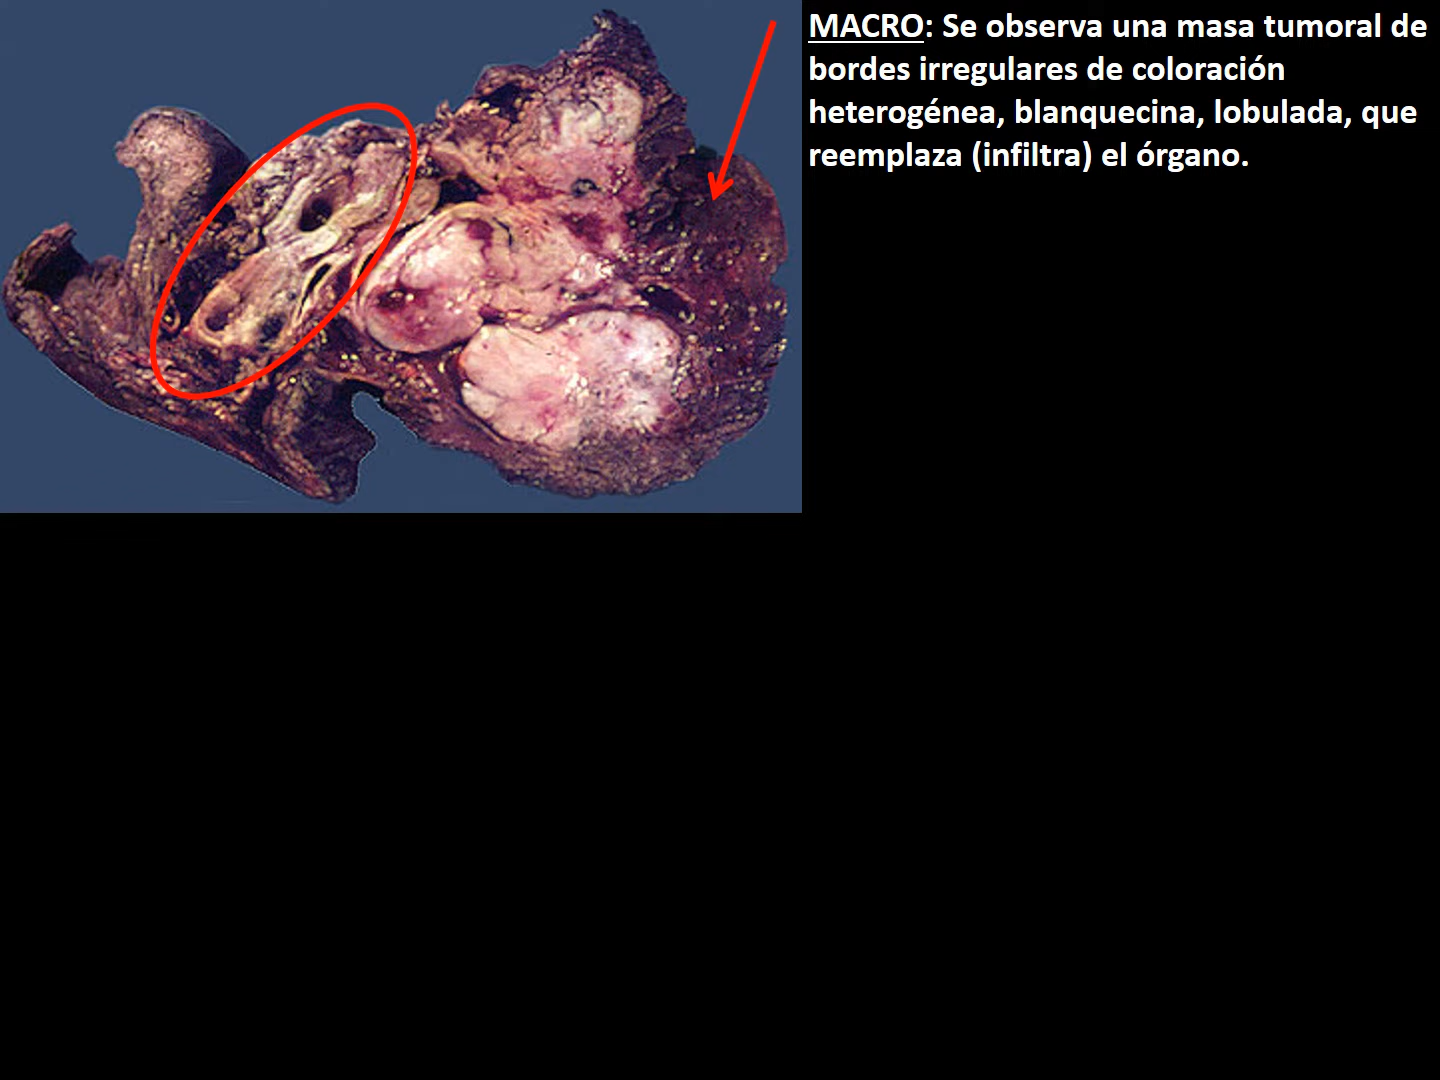 MACRO: Se observa una masa tumoral de
bordes irregulares de coloración
heterogénea, blanquecina, lobulada, que
reemplaza (infiltra) el órgano.